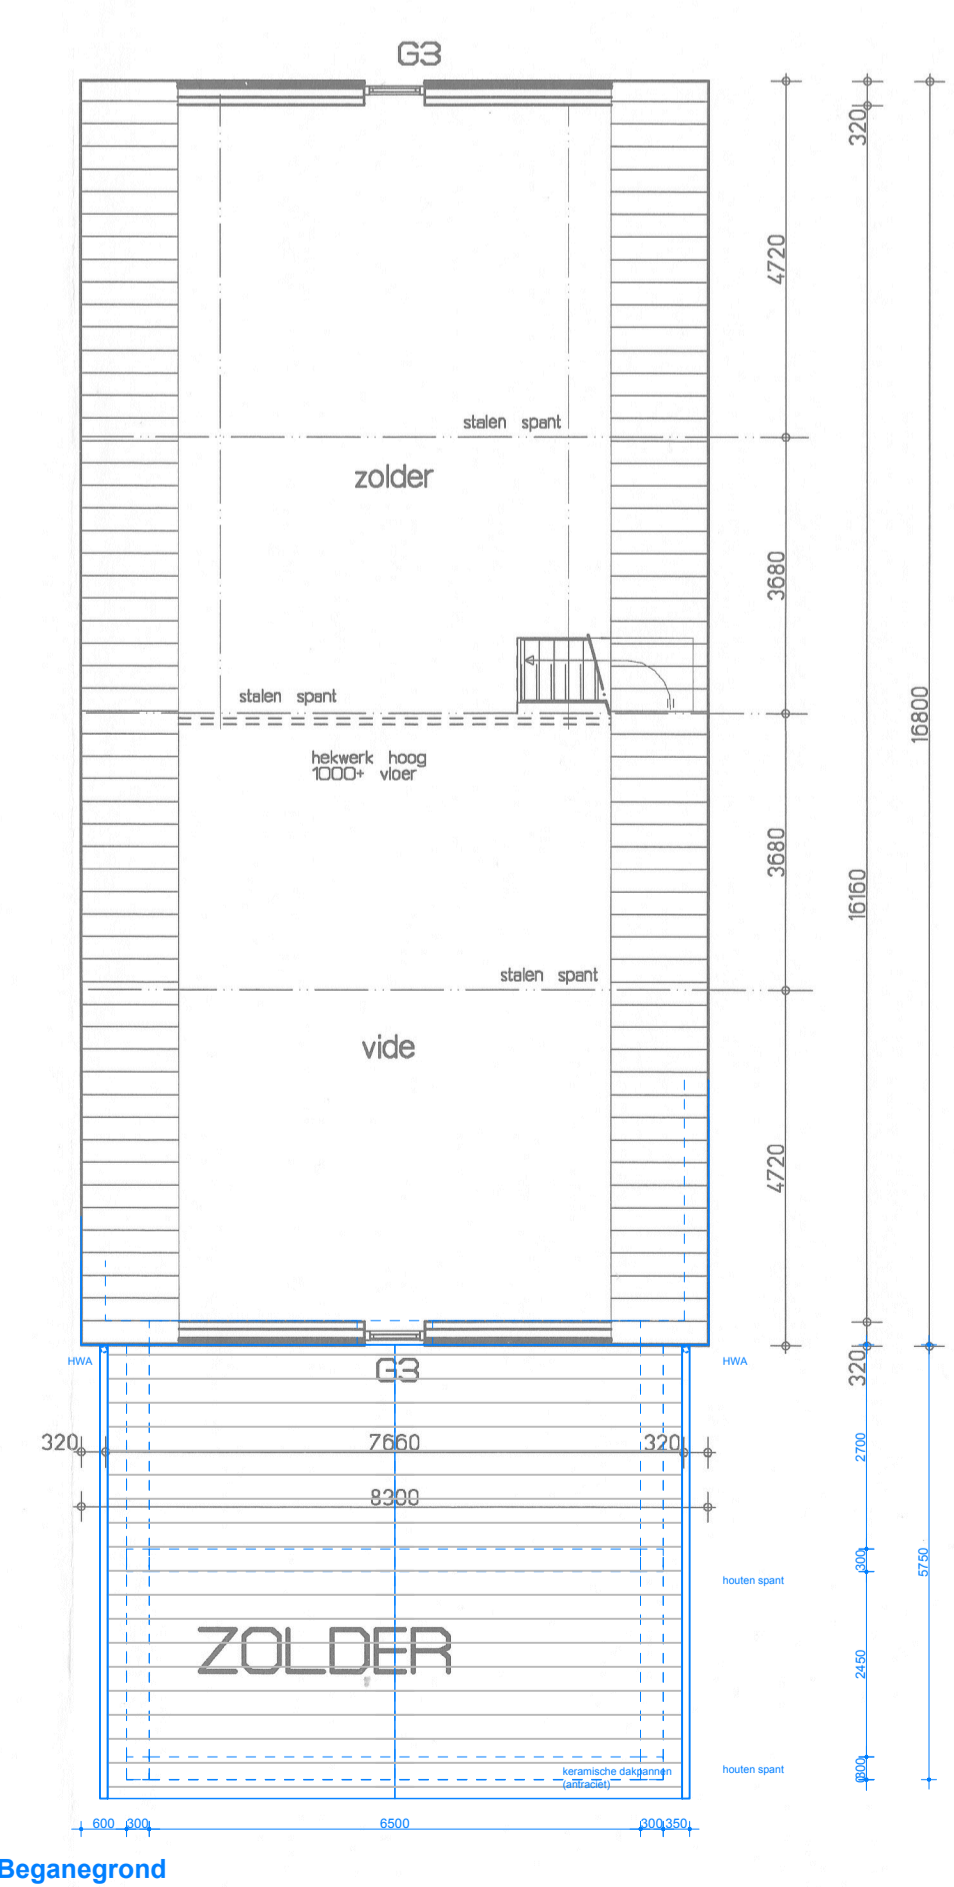 G3
320
4720
stalen spant
zolder
3680
stalen spant
16800
hekwerk hoog
1000+ vloer
3680
16160
stalen spant
vide
4720
HWA
G3
HWA
320
320
7660
320
2700
8300
300
5750
houten spant
ZOLDER
2450
keramische dakpannen
(antraciet)
houten spant
300
600
300
6500
300
350
Beganegrond